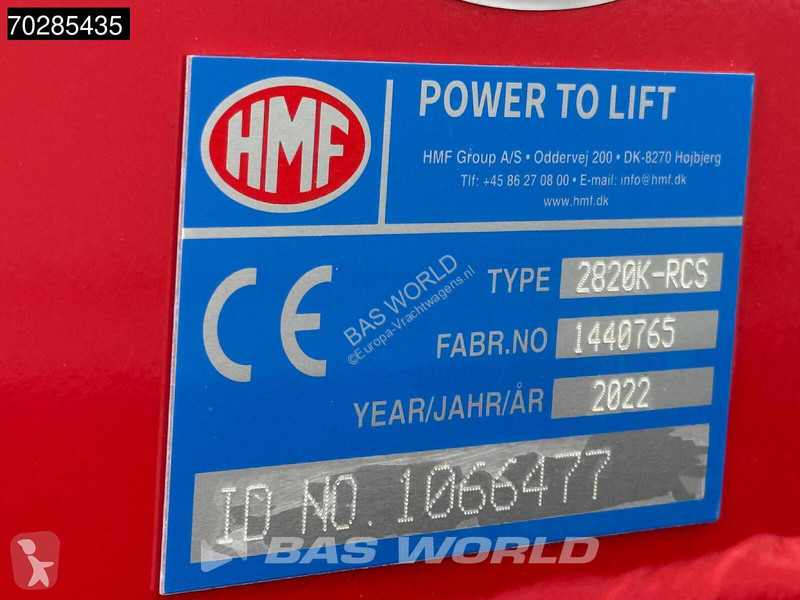 70285435
HMF
POWER TO LIFT
HMF Group A/S • Oddervej 200 • DK-8270 Højbjerg
Tlf: +45 86 27 08 00 • E-mail: info@hmf.dk
www.hmf.dk
CE
TYPE 2820K-RCS
FABR.NO 1440765
YEAR/JAHR/ÅR 2022
ID NO. 1066477
BAS WORLD
©Europa-Vrachtwagens.nl
BAS WORLD